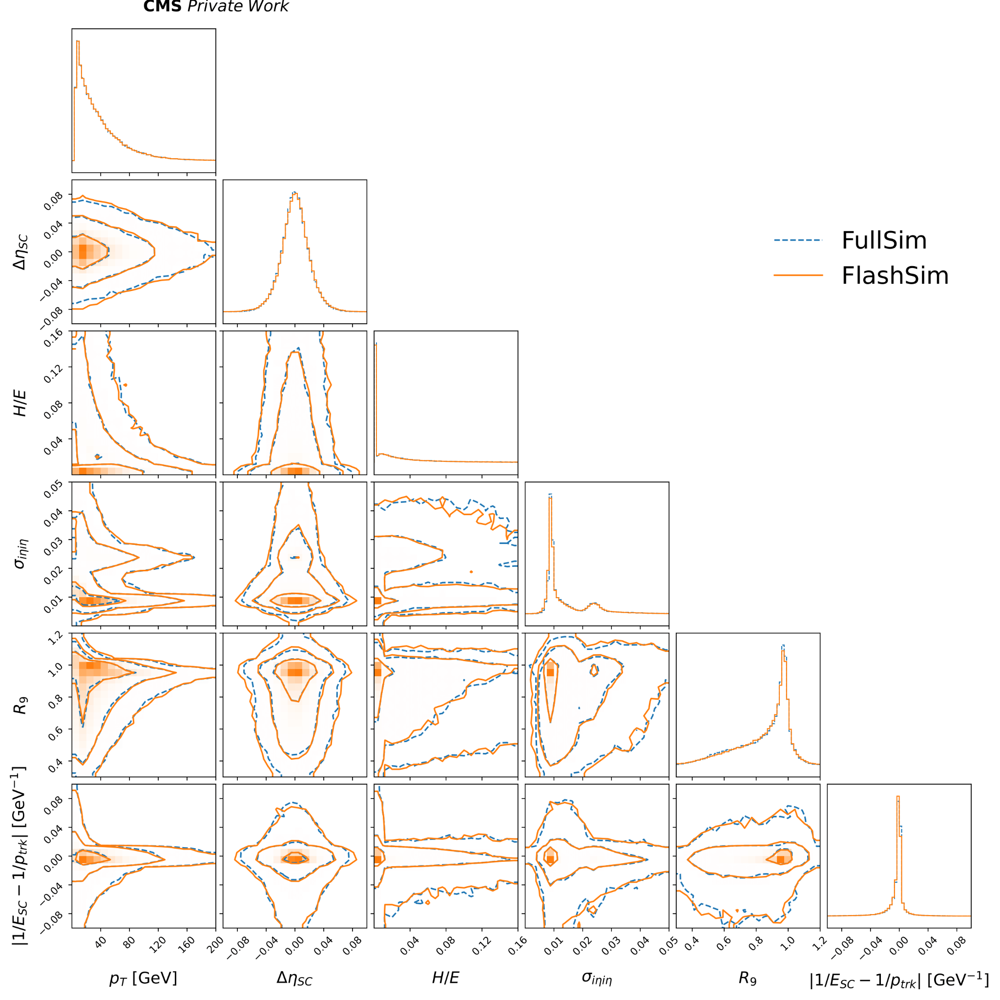 CMS Private Work
FullSim
FlashSim
0.08
0.04
0.00
−0.04
−0.08
Δη_SC
0.16
0.12
0.08
0.04
H/E
0.05
0.04
0.03
0.02
0.01
σ_iηiη
1.2
1.0
0.8
0.6
0.4
R_9
0.08
0.04
0.00
−0.04
−0.08
|1/E_SC − 1/p_trk| [GeV⁻¹]
40 80 120 160 200
−0.08 −0.04 0.00 0.04 0.08
0.04 0.08 0.12 0.16
0.01 0.02 0.03 0.04 0.05
0.4 0.6 0.8 1.0 1.2
−0.08 −0.04 0.00 0.04 0.08
p_T [GeV]
Δη_SC
H/E
σ_iηiη
R_9
|1/E_SC − 1/p_trk| [GeV⁻¹]